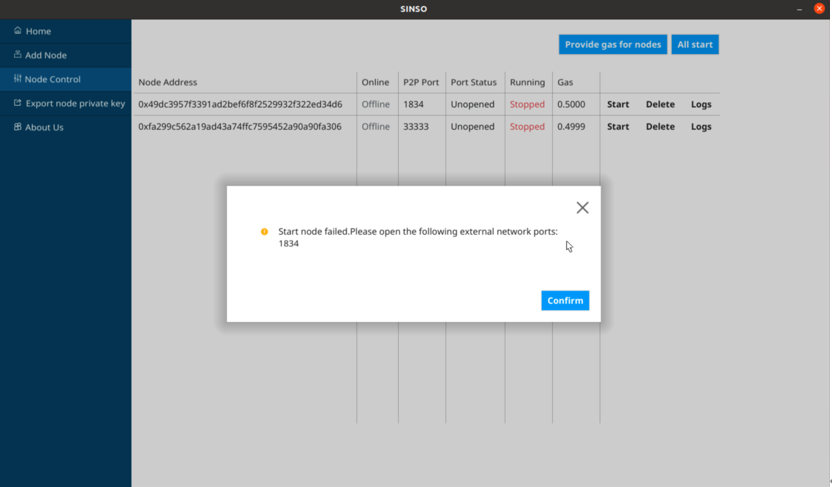 SINSO
Home
Add Node
Node Control
Export node private key
About Us
Provide gas for nodes All start
Node Address Online P2P Port Port Status Running Gas
0x49dc3957f3391ad2bef6f8f2529932f322ed34d6 Offline 1834 Unopened Stopped 0.5000 Start Delete Logs
0xfa299c562a19ad43a74ffc7595452a90a90fa306 Offline 33333 Unopened Stopped 0.4999 Start Delete Logs
Start node failed.Please open the following external network ports:
1834
Confirm